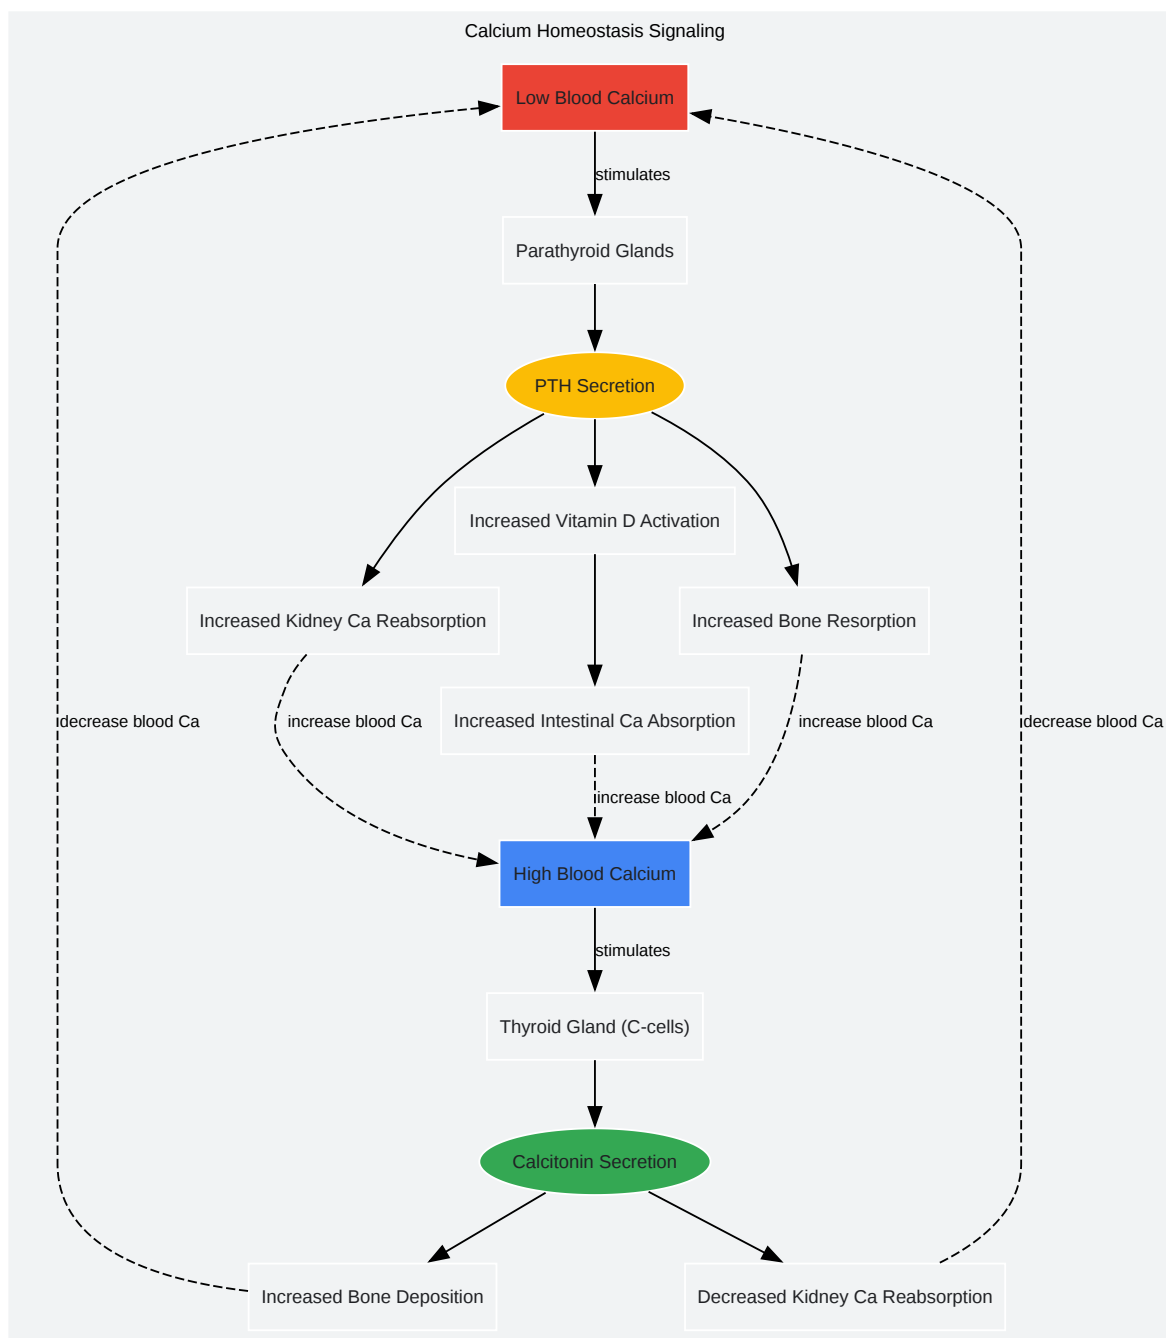 Calcium Homeostasis Signaling
Low Blood Calcium
stimulates
Parathyroid Glands
PTH Secretion
Increased Vitamin D Activation
Increased Kidney Ca Reabsorption
Increased Bone Resorption
decrease blood Ca
increase blood Ca
Increased Intestinal Ca Absorption
increase blood Ca
decrease blood Ca
increase blood Ca
High Blood Calcium
stimulates
Thyroid Gland (C-cells)
Calcitonin Secretion
Increased Bone Deposition
Decreased Kidney Ca Reabsorption